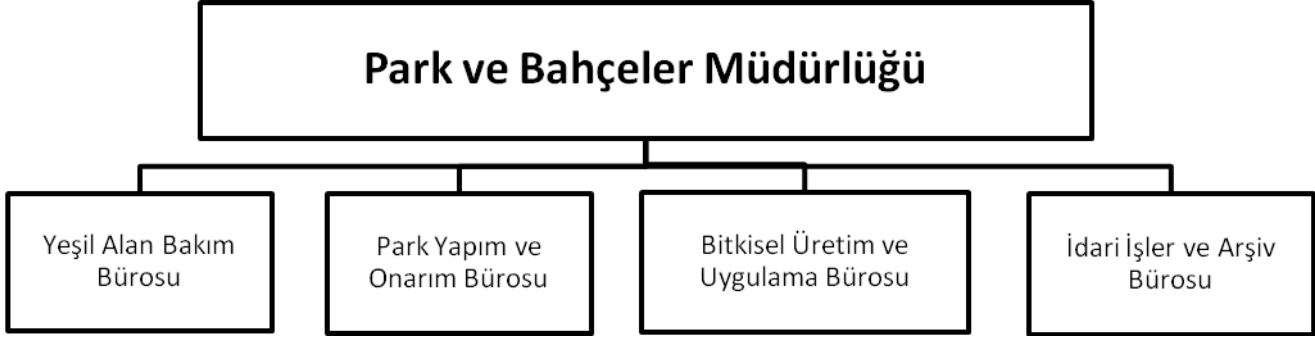 Park ve Bahçeler Müdürlüğü
Yeşil Alan Bakım
Bürosu
Park Yapım ve
Onarım Bürosu
Bitkisel Üretim ve
Uygulama Bürosu
İdari İşler ve Arşiv
Bürosu